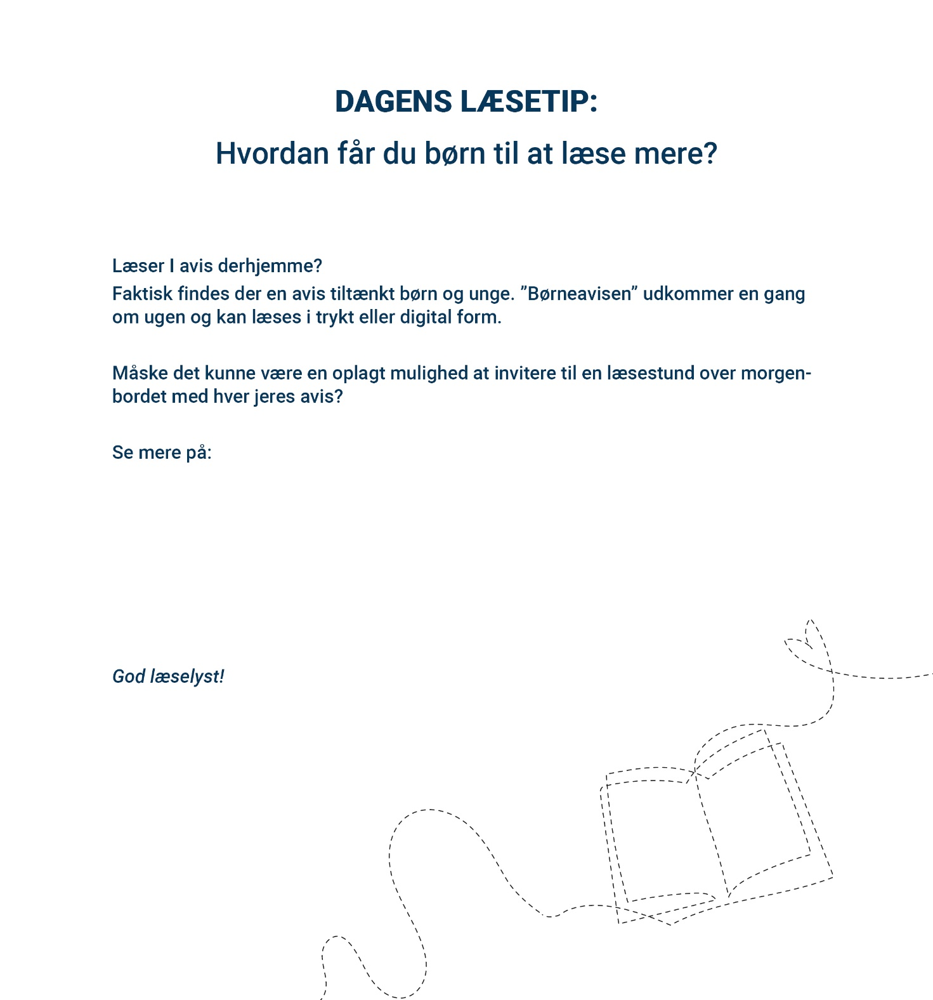 DAGENS LÆSETIP:
Hvordan får du børn til at læse mere?
Læser I avis derhjemme?
Faktisk findes der en avis tiltænkt børn og unge. ”Børneavisen” udkommer en gang
om ugen og kan læses i trykt eller digital form.
Måske det kunne være en oplagt mulighed at invitere til en læsestund over morgen-
bordet med hver jeres avis?
Se mere på:
God læselyst!